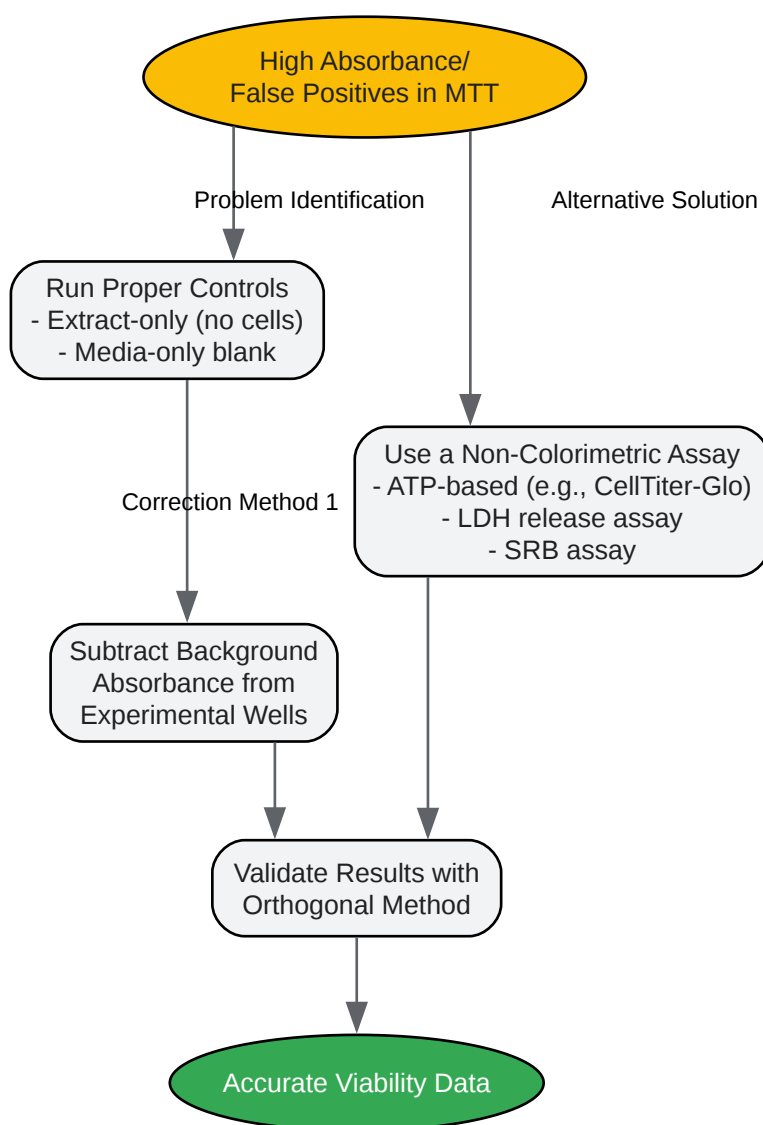 High Absorbance/
False Positives in MTT
Problem Identification
Alternative Solution
Run Proper Controls
- Extract-only (no cells)
- Media-only blank
Use a Non-Colorimetric Assay
- ATP-based (e.g., CellTiter-Glo)
- LDH release assay
- SRB assay
Correction Method 1
Subtract Background
Absorbance from
Experimental Wells
Validate Results with
Orthogonal Method
Accurate Viability Data